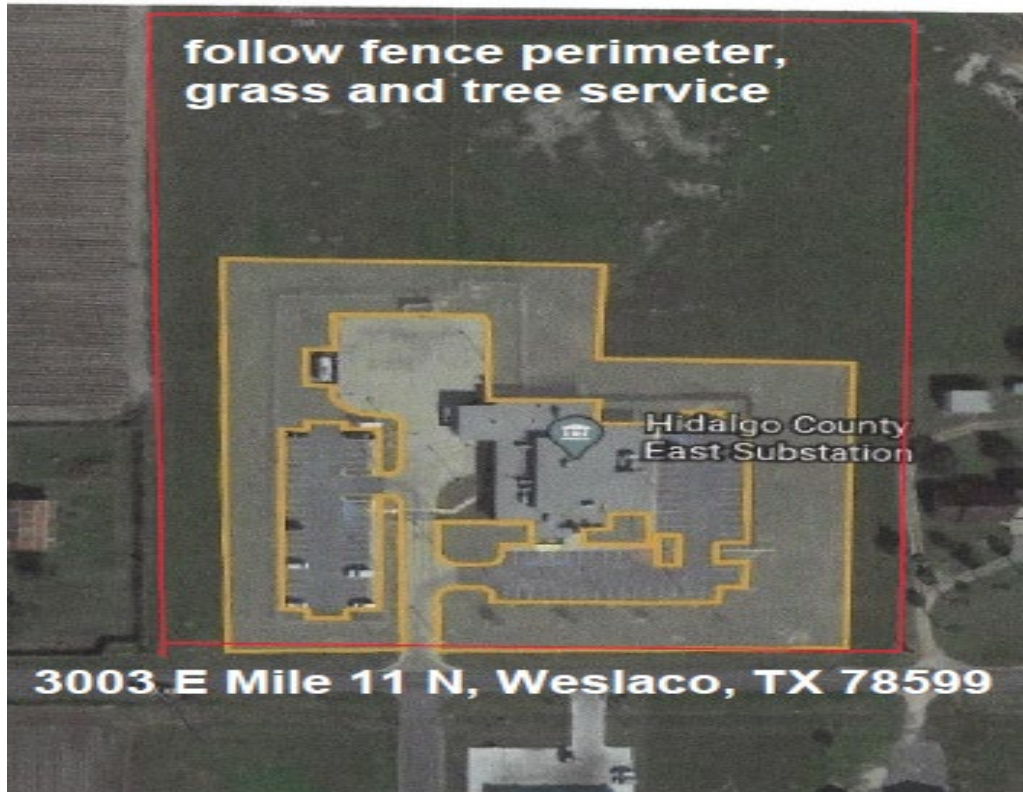 follow fence perimeter,
grass and tree service
Hidalgo County
East Substation
3003 E Mile 11 N, Weslaco, TX 78599